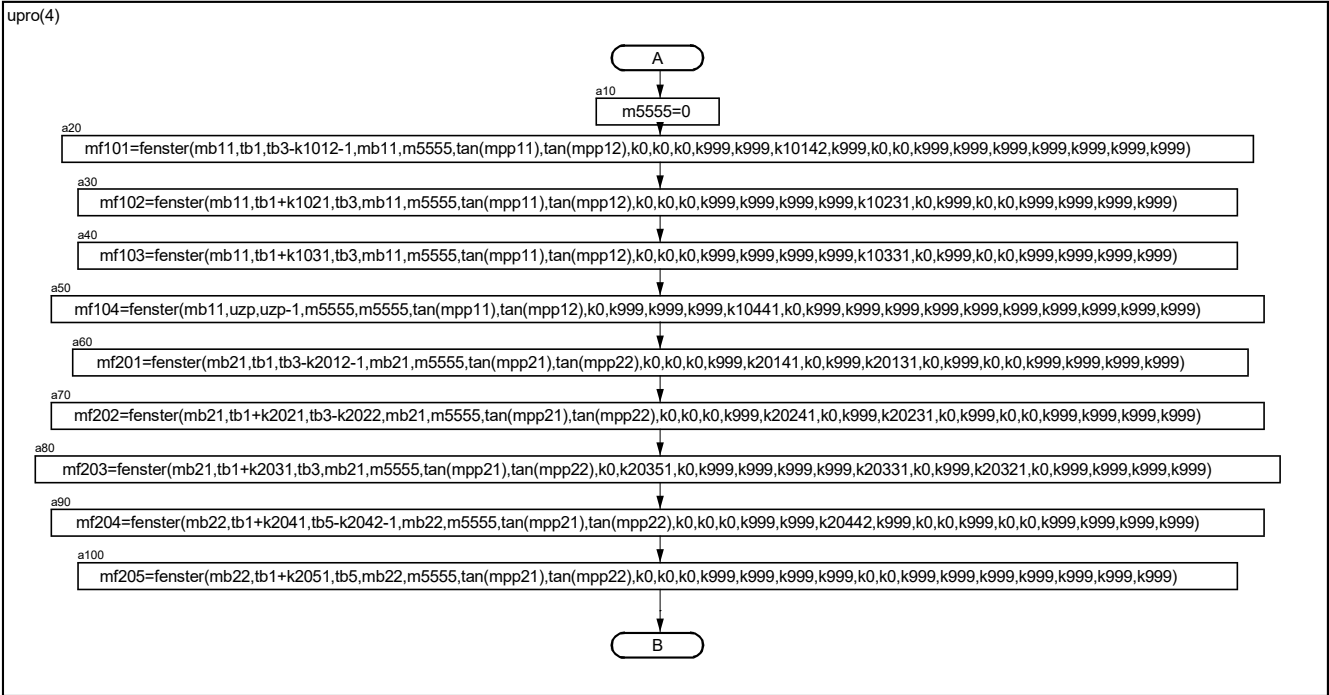 upro(4)
A
a10
m5555=0
a20
mf101=fenster(mb11,tb1,tb3-k1012-1,mb11,m5555,tan(mpp11),tan(mpp12),k0,k0,k0,k999,k999,k10142,k999,k0,k0,k999,k999,k999,k999,k999,k999,k999)
a30
mf102=fenster(mb11,tb1+k1021,tb3,mb11,m5555,tan(mpp11),tan(mpp12),k0,k0,k0,k999,k999,k999,k999,k10231,k0,k999,k0,k0,k999,k999,k999,k999)
a40
mf103=fenster(mb11,tb1+k1031,tb3,mb11,m5555,tan(mpp11),tan(mpp12),k0,k0,k0,k999,k999,k999,k999,k10331,k0,k999,k0,k0,k999,k999,k999,k999)
a50
mf104=fenster(mb11,uzp,uzp-1,m5555,m5555,tan(mpp11),tan(mpp12),k0,k999,k999,k999,k10441,k0,k999,k999,k999,k999,k999,k999,k999,k999,k999,k999)
a60
mf201=fenster(mb21,tb1,tb3-k2012-1,mb21,m5555,tan(mpp21),tan(mpp22),k0,k0,k0,k999,k20141,k0,k999,k20131,k0,k999,k0,k0,k999,k999,k999,k999)
a70
mf202=fenster(mb21,tb1+k2021,tb3-k2022,mb21,m5555,tan(mpp21),tan(mpp22),k0,k0,k0,k999,k20241,k0,k999,k20231,k0,k999,k0,k0,k999,k999,k999,k999)
a80
mf203=fenster(mb21,tb1+k2031,tb3,mb21,m5555,tan(mpp21),tan(mpp22),k0,k20351,k0,k999,k999,k999,k999,k20331,k0,k999,k20321,k0,k999,k999,k999,k999)
a90
mf204=fenster(mb22,tb1+k2041,tb5-k2042-1,mb22,m5555,tan(mpp21),tan(mpp22),k0,k0,k0,k999,k999,k20442,k999,k0,k0,k999,k0,k0,k999,k999,k999,k999)
a100
mf205=fenster(mb22,tb1+k2051,tb5,mb22,m5555,tan(mpp21),tan(mpp22),k0,k0,k0,k999,k999,k999,k999,k0,k0,k999,k999,k999,k999,k999,k999,k999)
B